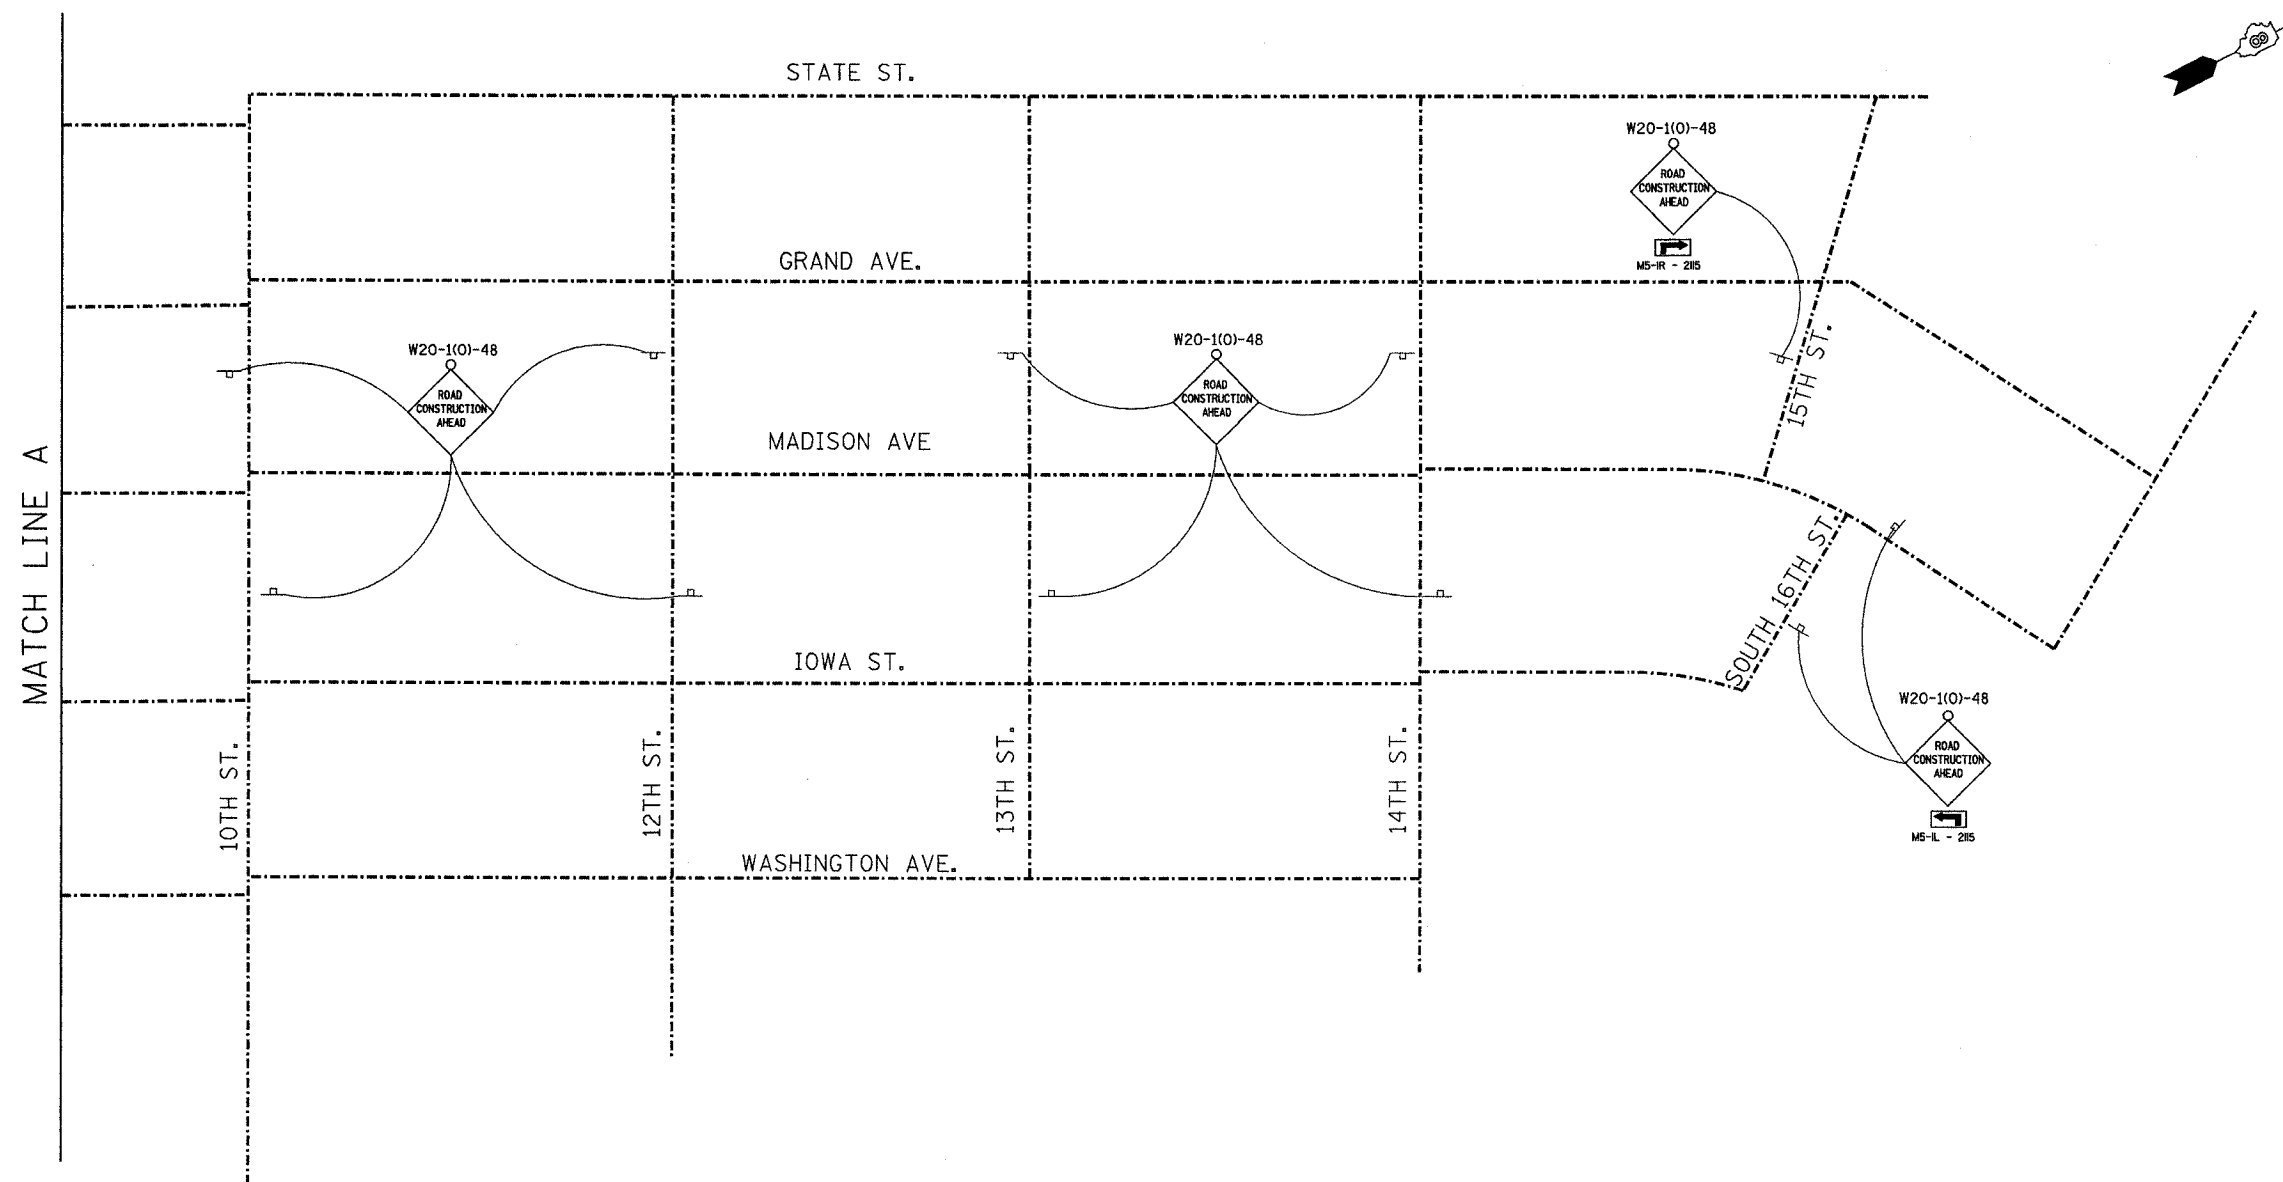 STATE ST.
W20-1(O)-48
ROAD
CONSTRUCTION
AHEAD
M5-1R - 2115
GRAND AVE.
W20-1(O)-48
ROAD
CONSTRUCTION
AHEAD
W20-1(O)-48
ROAD
CONSTRUCTION
AHEAD
15TH ST.
MADISON AVE
MATCH LINE A
SOUTH 16TH ST.
IOWA ST.
W20-1(O)-48
ROAD
CONSTRUCTION
AHEAD
M5-1L - 2115
10TH ST.
12TH ST.
13TH ST.
14TH ST.
WASHINGTON AVE.